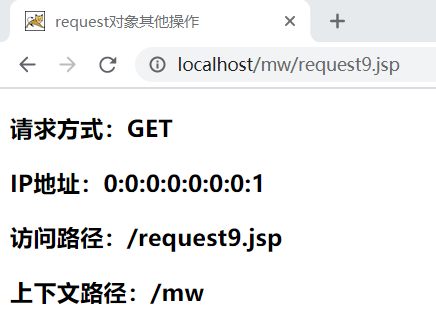 request对象其他操作
localhost/mw/request9.jsp
请求方式：GET
IP地址：0:0:0:0:0:0:0:1
访问路径：/request9.jsp
上下文路径：/mw